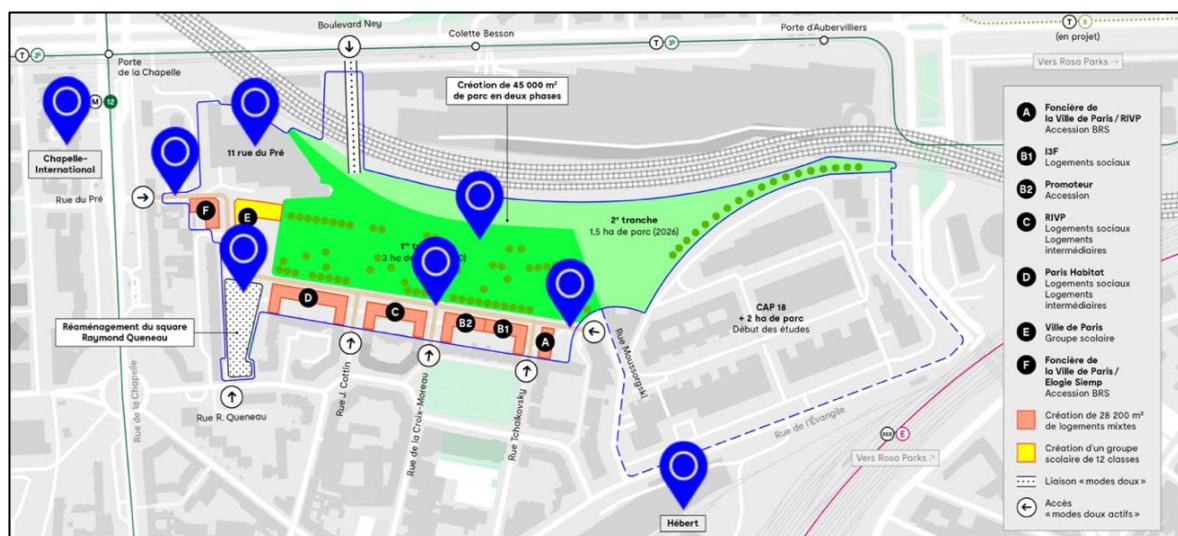 Boulevard Ney
Colette Besson
Porte d'Aubervilliers
T 8
(en projet)
Vers Rosa Parks →
T 3b
Porte
de la Chapelle
T 3b
M 12
Création de 45 000 m²
de parc en deux phases
Chapelle-
International
11 rue du Pré
Rue du Pré
F
E
2e tranche
1,5 ha de parc (2026)
1re
3 ha de
D
C
B2
B1
A
CAP 18
+ 2 ha de parc
Début des études
Réaménagement du square
Raymond Queneau
Rue de la Chapelle
Rue R. Queneau
Rue J. Cottin
Rue de la Croix-Moreau
Rue Tchaïkovsky
Rue Moussorgski
Rue de l'Évangile
RER E
Vers Rosa Parks ↗
Hébert
A Foncière de
la Ville de Paris / RIVP
Accession BRS
B1 I3F
Logements sociaux
B2 Promoteur
Accession
C RIVP
Logements sociaux
Logements
intermédiaires
D Paris Habitat
Logements sociaux
Logements
intermédiaires
E Ville de Paris
Groupe scolaire
F Foncière de
la Ville de Paris /
Elogie Siemp
Accession BRS
Création de 28 200 m²
de logements mixtes
Création d'un groupe
scolaire de 12 classes
Liaison « modes doux »
Accès
« modes doux actifs »